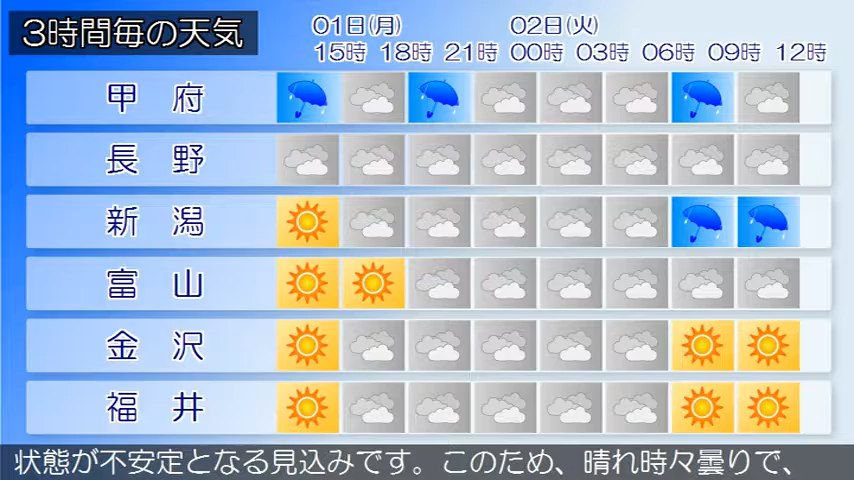 3時間毎の天気
01日(月) 02日(火)
15時 18時 21時 00時 03時 06時 09時 12時
甲 府
長 野
新 潟
富 山
金 沢
福 井
状態が不安定となる見込みです。このため、晴れ時々曇りで、